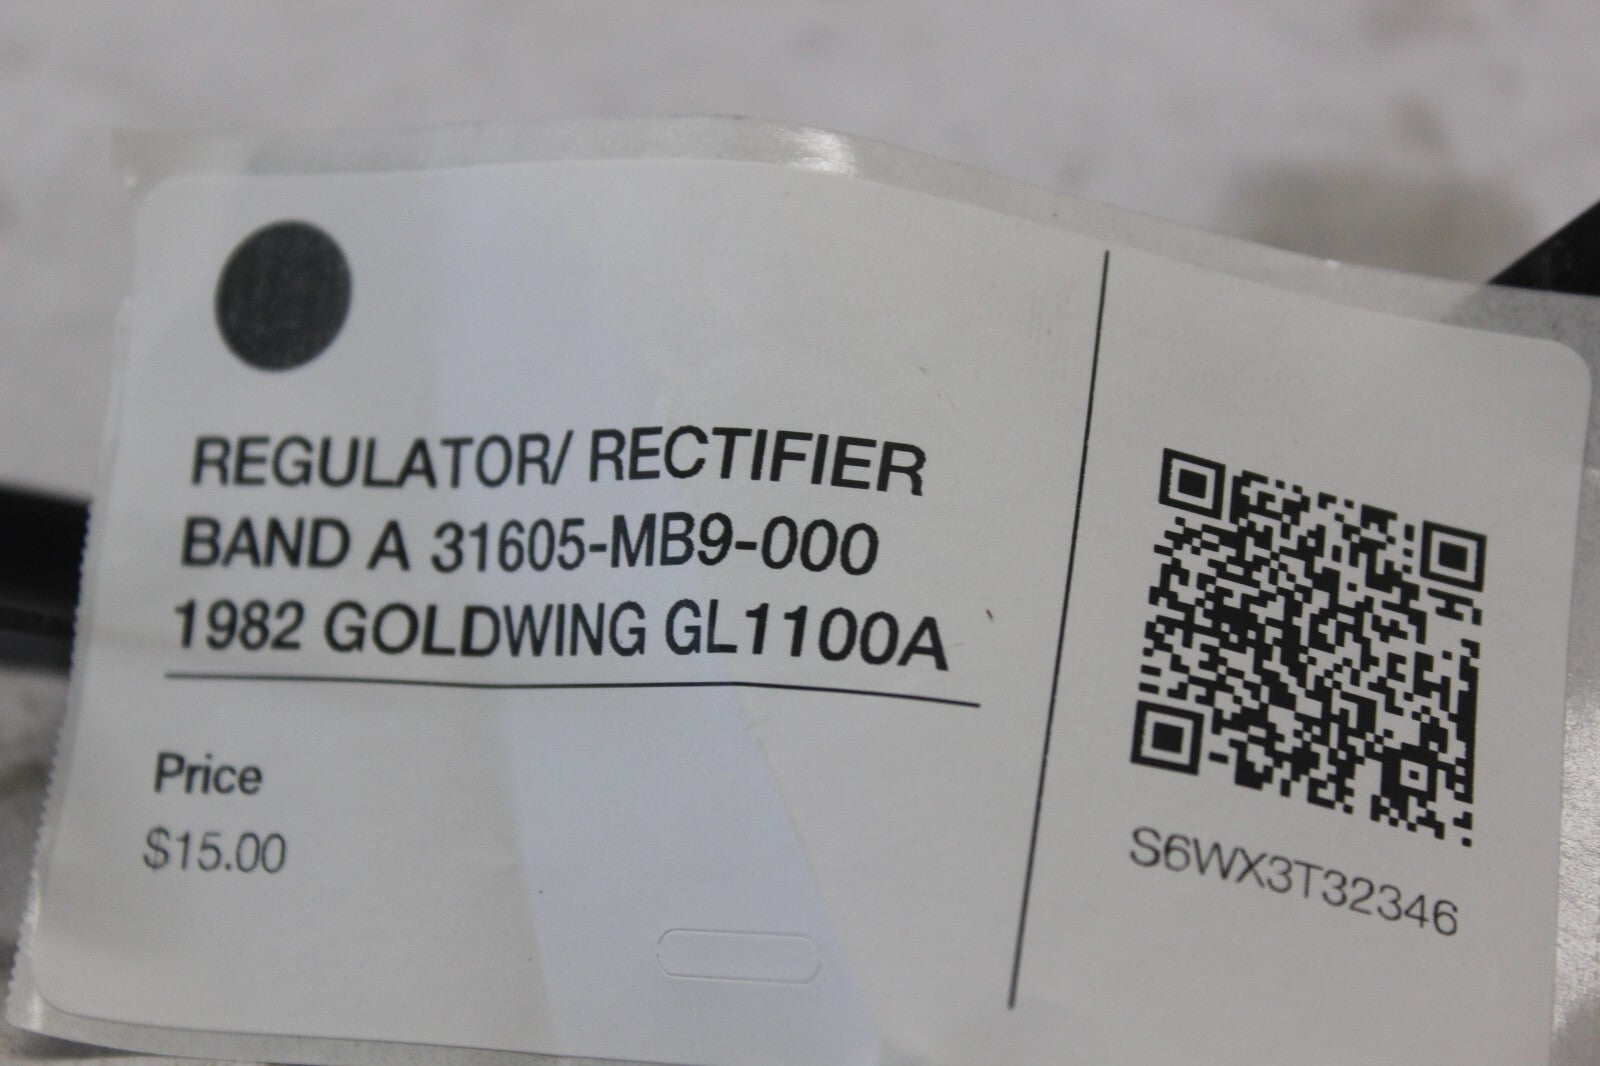 REGULATOR/ RECTIFIER
BAND A 31605-MB9-000
1982 GOLDWING GL1100A
Price
$15.00
S6WX3T32346